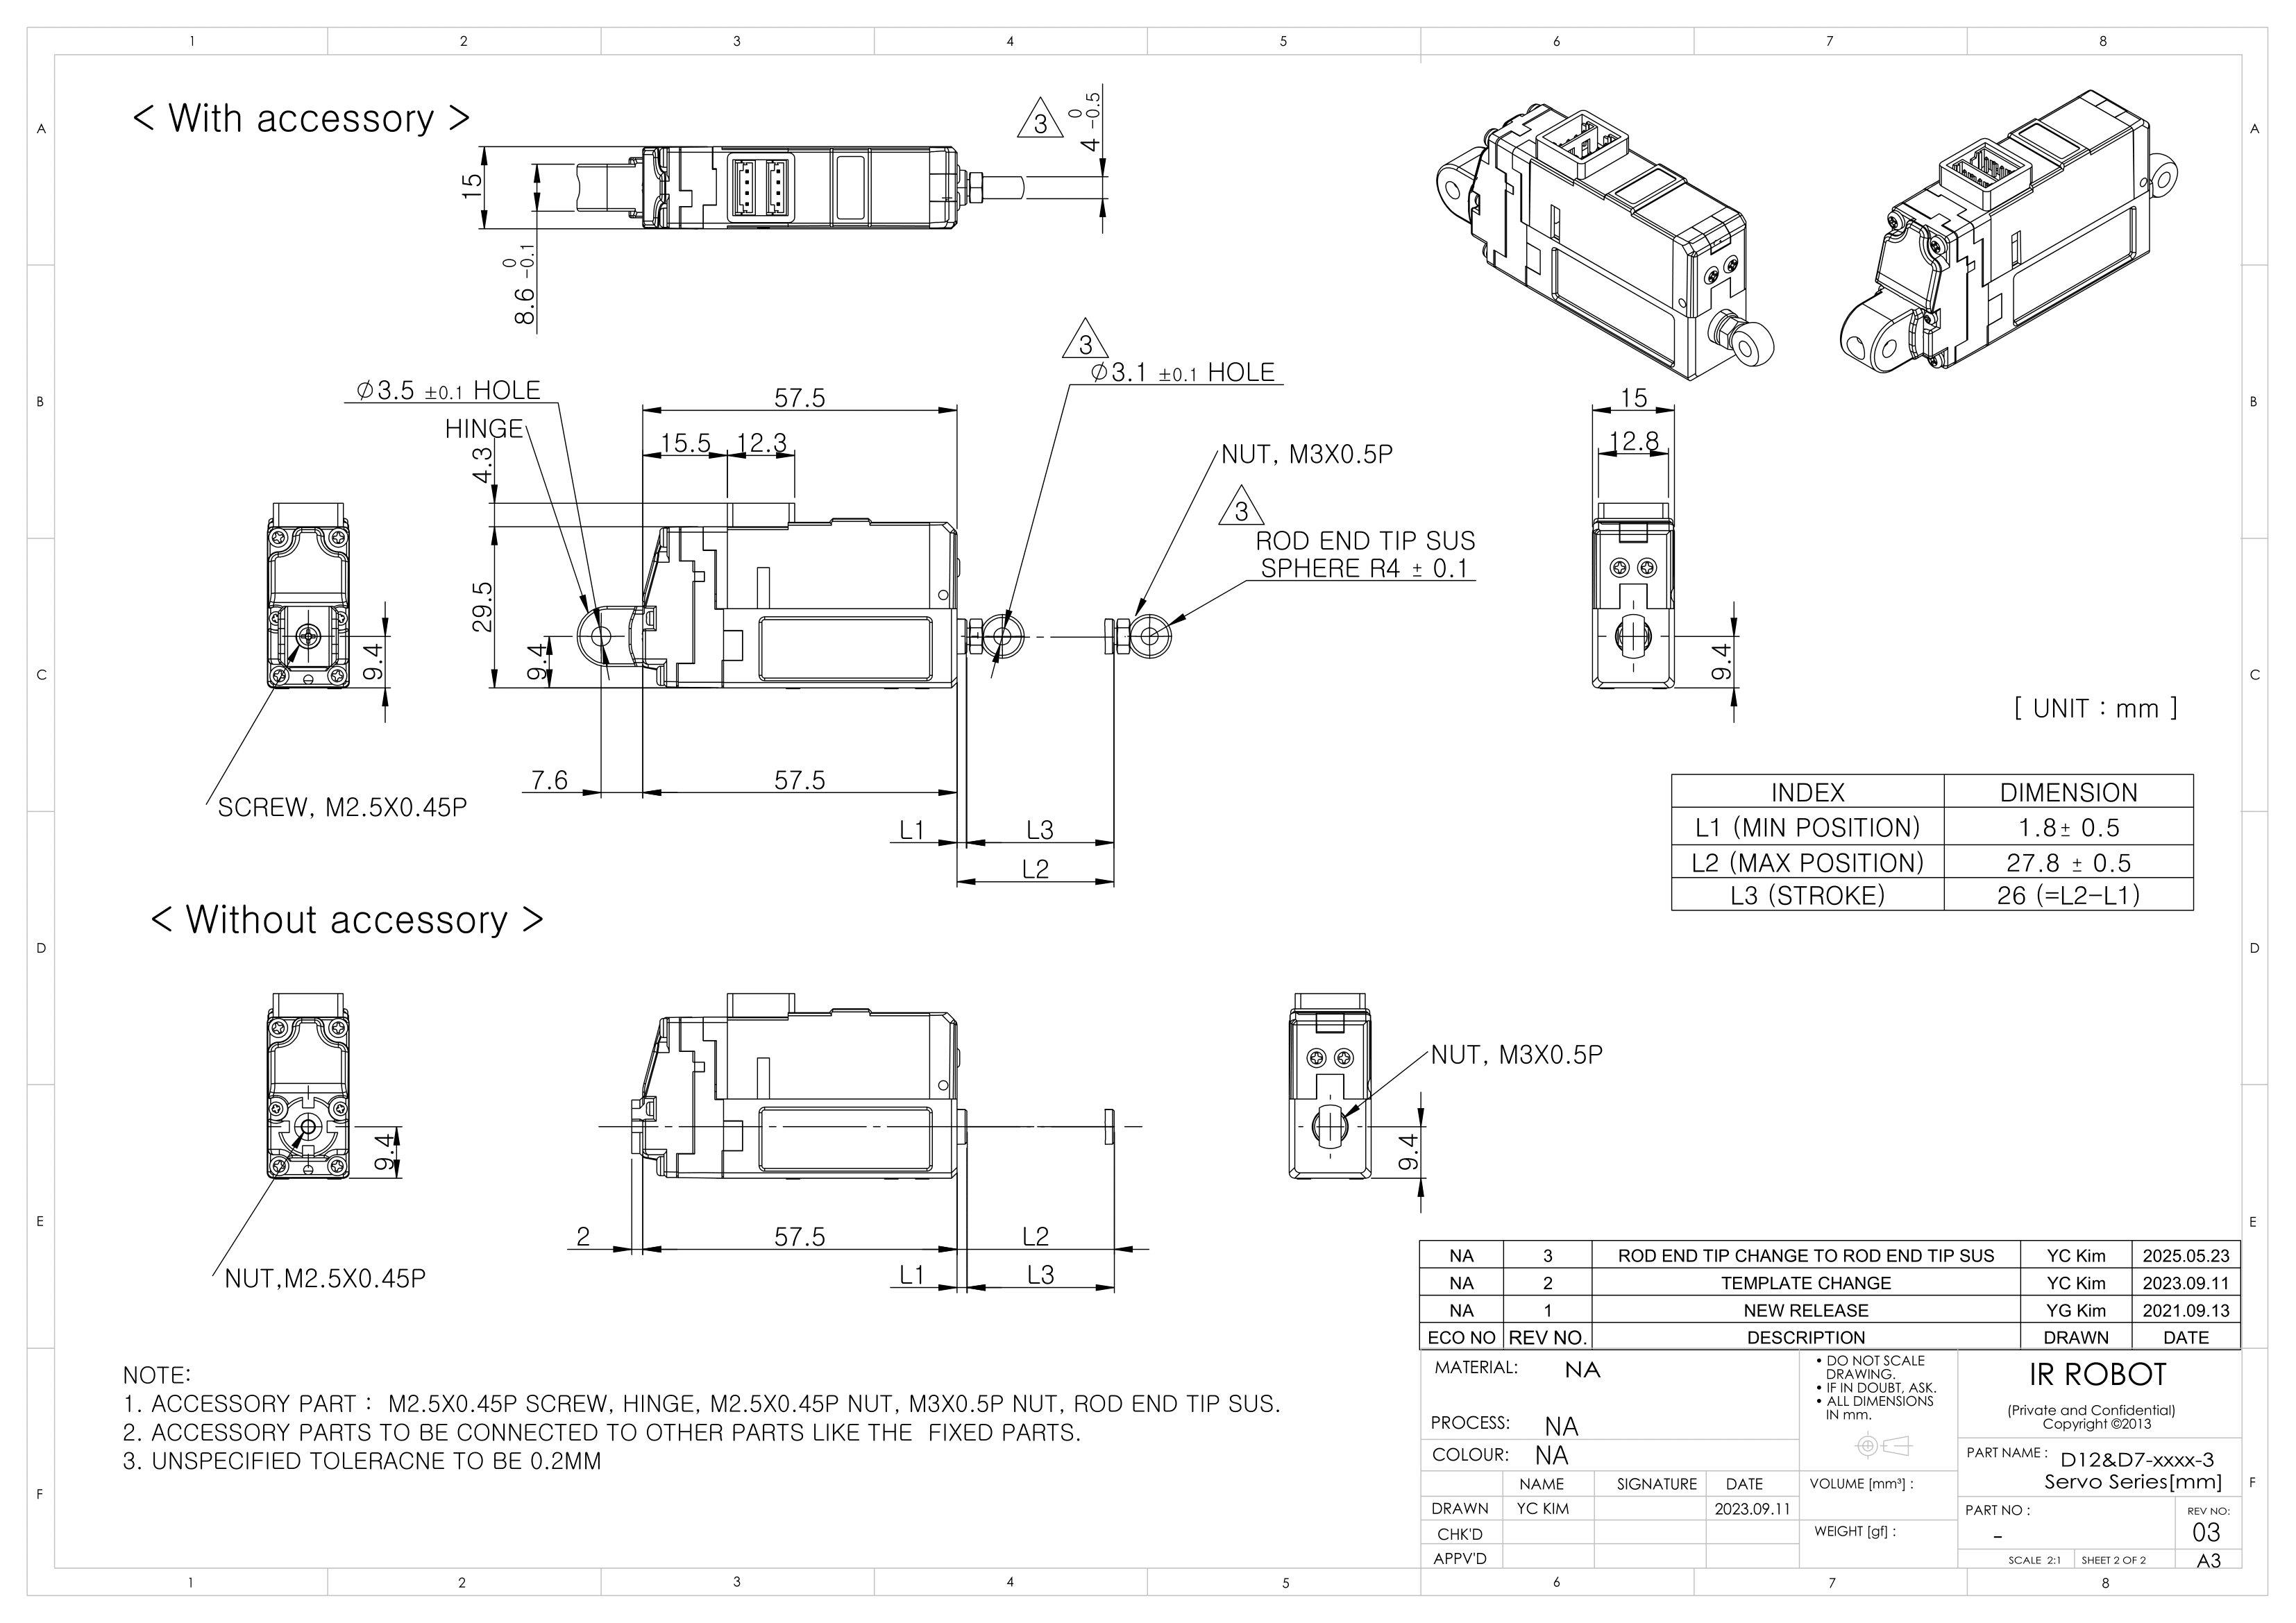 1 2 3 4 5 6 7 8
A A
B B
C C
D D
E E
F F
< With accessory >
15
8.6 0 -0.1
3
4 0 -0.5
3
∅3.5 ±0.1 HOLE
HINGE
57.5
15.5
12.3
4.3
29.5
9.4
∅3.1 ±0.1 HOLE
NUT, M3X0.5P
3
ROD END TIP SUS
SPHERE R4 ± 0.1
15
12.8
9.4
9.4
SCREW, M2.5X0.45P
7.6
57.5
L1
L3
L2
[ UNIT : mm ]
INDEX DIMENSION
L1 (MIN POSITION) 1.8± 0.5
L2 (MAX POSITION) 27.8 ± 0.5
L3 (STROKE) 26 (=L2-L1)
< Without accessory >
9.4
NUT,M2.5X0.45P
2
57.5
L2
L1
L3
NUT, M3X0.5P
9.4
NOTE:
1. ACCESSORY PART : M2.5X0.45P SCREW, HINGE, M2.5X0.45P NUT, M3X0.5P NUT, ROD END TIP SUS.
2. ACCESSORY PARTS TO BE CONNECTED TO OTHER PARTS LIKE THE FIXED PARTS.
3. UNSPECIFIED TOLERACNE TO BE 0.2MM
NA 3 ROD END TIP CHANGE TO ROD END TIP SUS YC Kim 2025.05.23
NA 2 TEMPLATE CHANGE YC Kim 2023.09.11
NA 1 NEW RELEASE YG Kim 2021.09.13
ECO NO REV NO. DESCRIPTION DRAWN DATE
MATERIAL: NA
PROCESS: NA
COLOUR: NA
NAME SIGNATURE DATE
DRAWN YC KIM 2023.09.11
CHK'D
APPV'D
• DO NOT SCALE
DRAWING.
• IF IN DOUBT, ASK.
• ALL DIMENSIONS
IN mm.
VOLUME [mm³] :
WEIGHT [gf] :
IR ROBOT
(Private and Confidential)
Copyright ©2013
PART NAME : D12&D7-xxxx-3
Servo Series[mm]
PART NO :
-
REV NO:
03
SCALE 2:1 SHEET 2 OF 2 A3
1 2 3 4 5 6 7 8